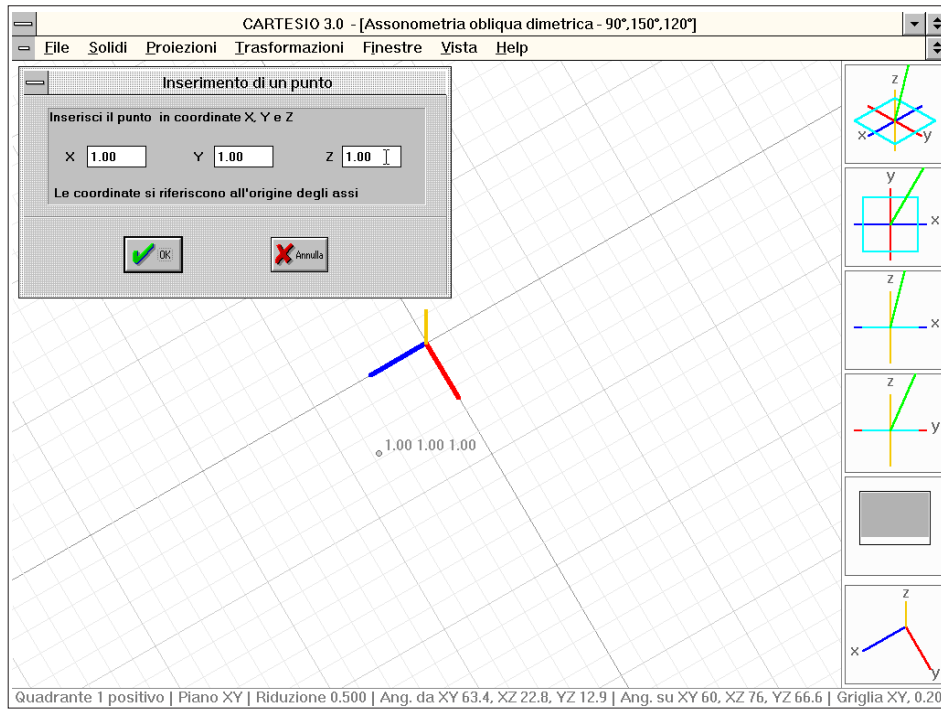 CARTESIO 3.0 - [Assonometria obliqua dimetrica - 90°,150°,120°]
File Solidi Proiezioni Trasformazioni Finestre Vista Help
Inserimento di un punto
Inserisci il punto in coordinate X, Y e Z
X 1.00 Y 1.00 Z 1.00
Le coordinate si riferiscono all'origine degli assi
OK Annulla
1.00 1.00 1.00
z
x y
y
x
z
x
z
y
z
x
y
Quadrante 1 positivo | Piano XY | Riduzione 0.500 | Ang. da XY 63.4, XZ 22.8, YZ 12.9 | Ang. su XY 60, XZ 76, YZ 66.6 | Griglia XY, 0.20